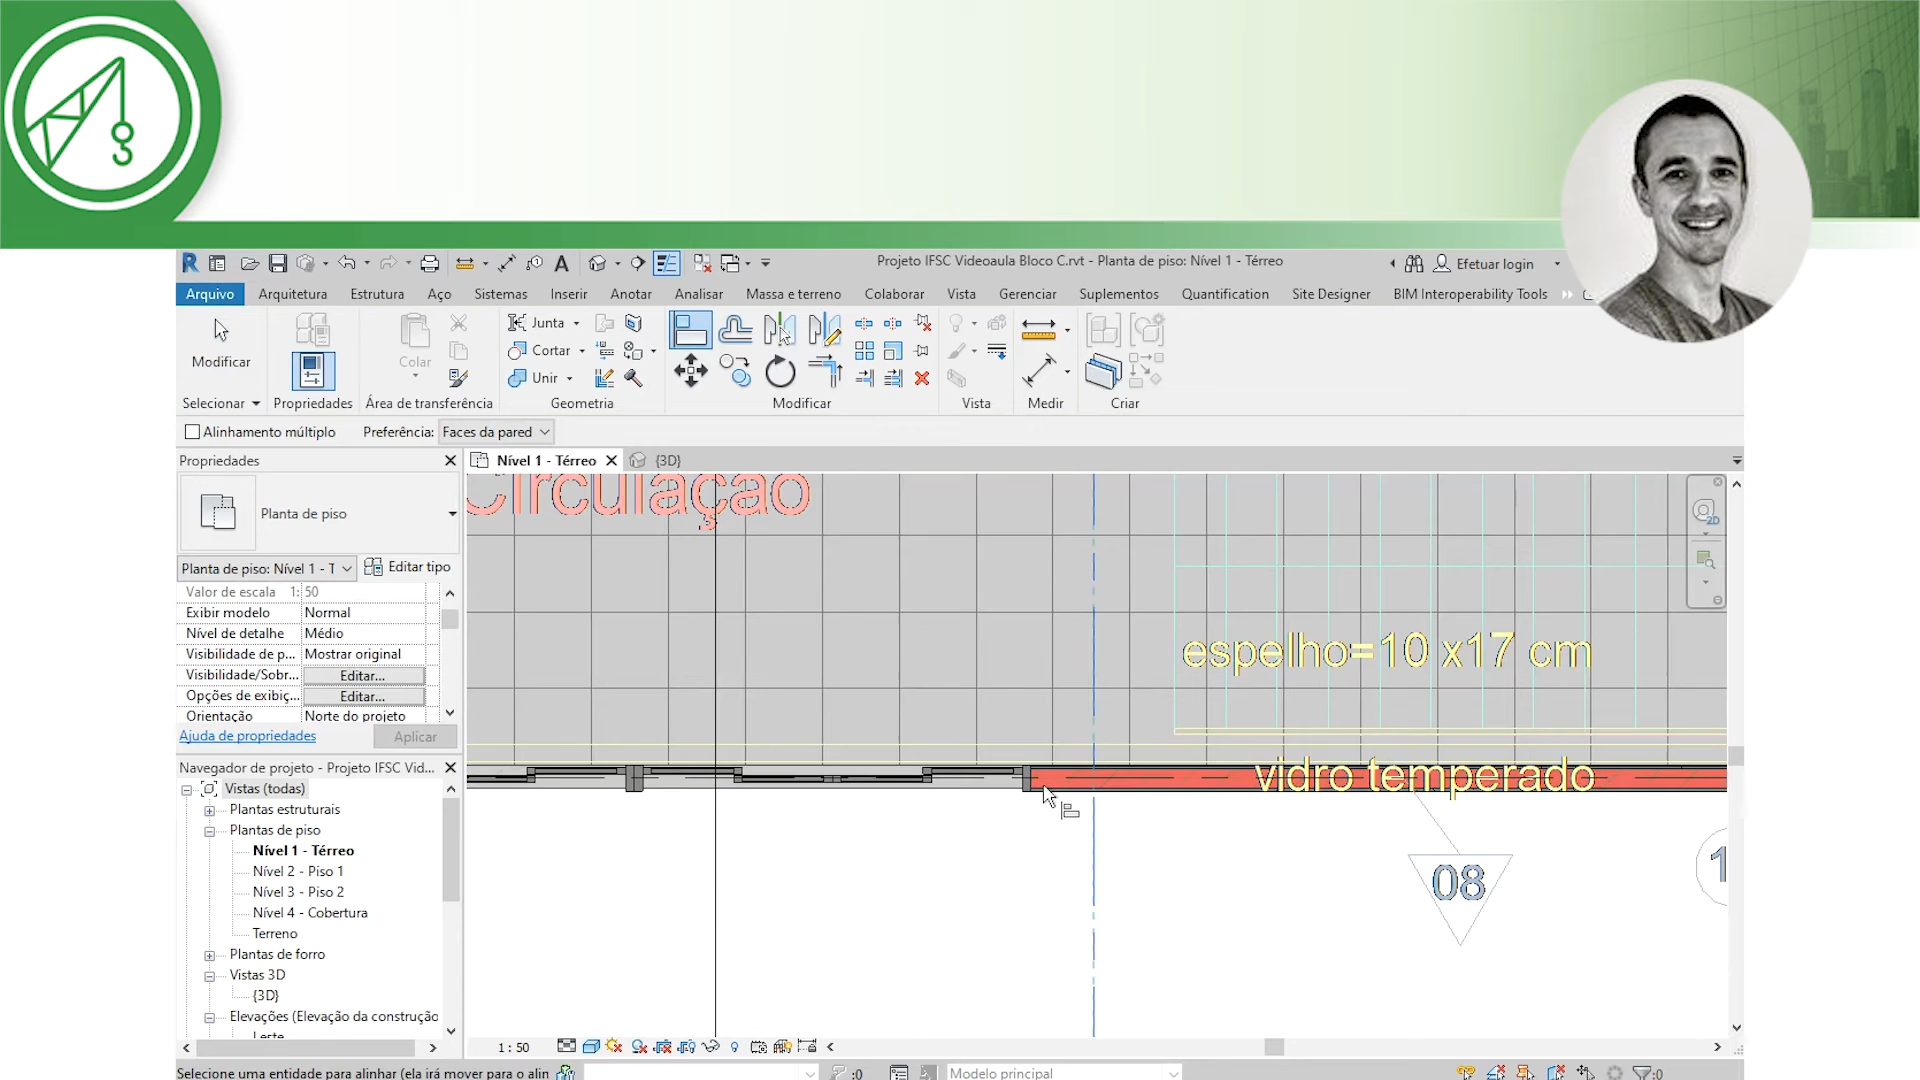 Projeto IFSC Videoaula Bloco C.rvt - Planta de piso: Nível 1 - Térreo
Efetuar login
Arquivo Arquitetura Estrutura Aço Sistemas Inserir Anotar Analisar Massa e terreno Colaborar Vista Gerenciar Suplementos Quantification Site Designer BIM Interoperability Tools
Modificar
Colar
Junta
Cortar
Unir
Selecionar Propriedades Área de transferência Geometria Modificar Vista Medir Criar
Alinhamento múltiplo Preferência: Faces da pared
Propriedades
Nível 1 - Térreo {3D}
Planta de piso
Planta de piso: Nível 1 - T Editar tipo
Valor de escala 1: 50
Exibir modelo Normal
Nível de detalhe Médio
Visibilidade de p... Mostrar original
Visibilidade/Sobr... Editar...
Opções de exibiç... Editar...
Orientação Norte do projeto
Ajuda de propriedades Aplicar
Navegador de projeto - Projeto IFSC Vid...
Vistas (todas)
Plantas estruturais
Plantas de piso
Nível 1 - Térreo
Nível 2 - Piso 1
Nível 3 - Piso 2
Nível 4 - Cobertura
Terreno
Plantas de forro
Vistas 3D
{3D}
Elevações (Elevação da construção
Leste
Circulação
espelho=10 x17 cm
vidro temperado
08
1
2D
1 : 50
Selecione uma entidade para alinhar (ela irá mover para o alin
:0
Modelo principal
:0